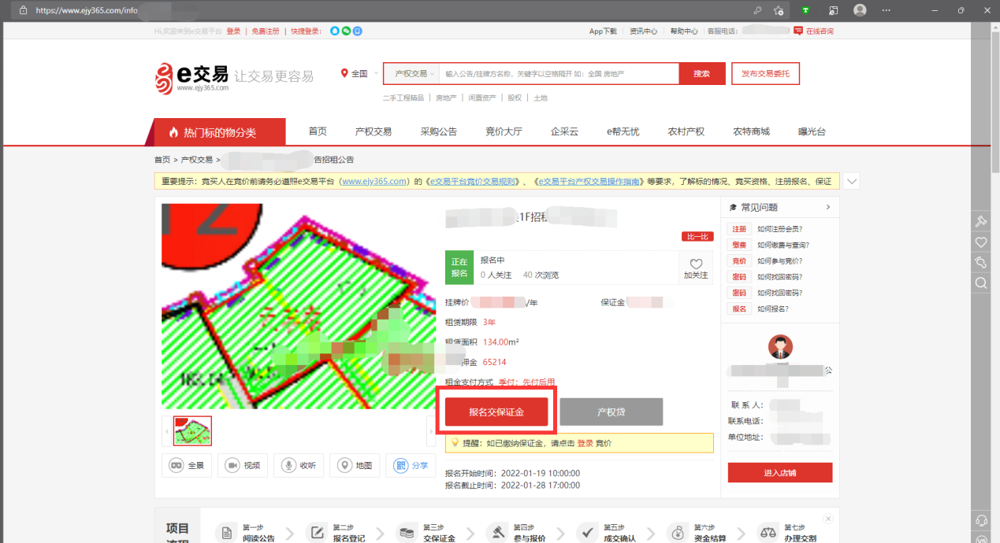 https://www.ejy365.com/info
Hi,欢迎来到e交易平台 登录 | 免费注册 | 快捷登录:
App下载 资讯中心 帮助中心 客服电话: 在线咨询
e交易 让交易更容易
www.ejy365.com
全国 产权交易 输入公告/挂牌方名称，关键字以空格隔开 如：全国 房地产 搜索 发布交易委托
二手工程精品 | 房地产 | 闲置资产 | 股权 | 土地
热门标的物分类 首页 产权交易 采购公告 竞价大厅 企采云 e帮无忧 农村产权 农特商城 曝光台
首页 > 产权交易 > 告招租公告
重要提示：竞买人在竞价前请务必遵照e交易平台（www.ejy365.com）的《e交易平台竞价交易规则》、《e交易平台产权交易操作指南》等要求，了解标的情况、竞买资格、注册报名、保证
1F招租
比一比
正在报名
报名中
0 人关注 40 次浏览
加关注
挂牌价 /年 保证金
租赁期限 3年
租赁面积 134.00m²
押金 65214
租金支付方式 季付；先付后用
报名交保证金 产权贷
提醒：如已缴纳保证金，请点击 登录 竞价
报名开始时间：2022-01-19 10:00:00
报名截止时间：2022-01-28 17:00:00
全景 视频 收听 地图 分享
常见问题 >
注册 如何注册会员?
缴费 如何缴费与查询?
竞价 如何参与竞价?
密码 如何找回密码?
密码 如何找回密码?
报名 如何报名?
公
联 系 人：
联系电话：
单位地址：
进入店铺
项目
第一步 第二步 第三步 第四步 第五步 第六步 第七步
阅读公告 报名登记 交保证金 参与报价 成交确认 资金结算 办理交割